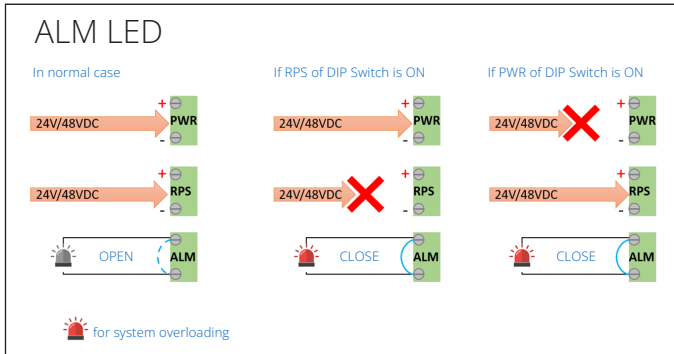 ALM LED
In normal case
If RPS of DIP Switch is ON
If PWR of DIP Switch is ON
24V/48VDC + - PWR
24V/48VDC + - PWR
24V/48VDC + - PWR
24V/48VDC + - RPS
24V/48VDC + - RPS
24V/48VDC + - RPS
OPEN ALM
CLOSE ALM
CLOSE ALM
for system overloading